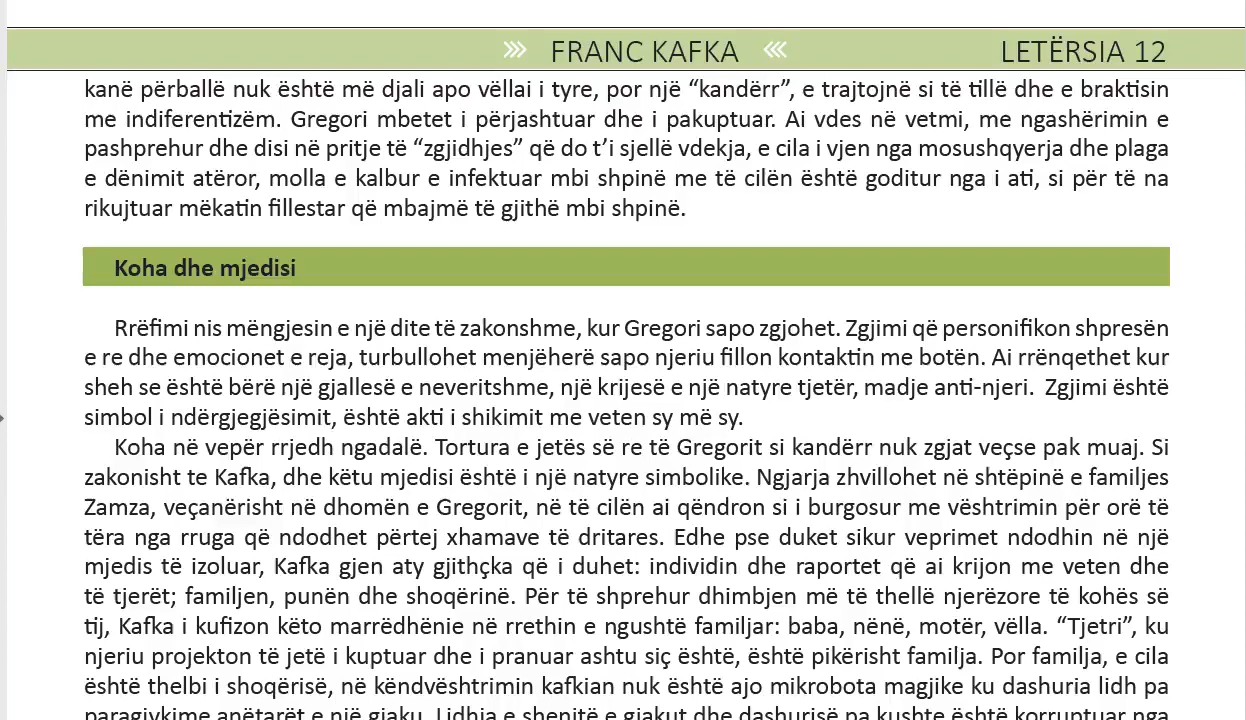 ››› FRANC KAFKA ‹‹‹ LETËRSIA 12
kanë përballë nuk është më djali apo vëllai i tyre, por një “kandërr”, e trajtojnë si të tillë dhe e braktisin
me indiferentizëm. Gregori mbetet i përjashtuar dhe i pakuptuar. Ai vdes në vetmi, me ngashërimin e
pashprehur dhe disi në pritje të “zgjidhjes” që do t’i sjellë vdekja, e cila i vjen nga mosushqyerja dhe plaga
e dënimit atëror, molla e kalbur e infektuar mbi shpinë me të cilën është goditur nga i ati, si për të na
rikujtuar mëkatin fillestar që mbajmë të gjithë mbi shpinë.
Koha dhe mjedisi
Rrëfimi nis mëngjesin e një dite të zakonshme, kur Gregori sapo zgjohet. Zgjimi që personifikon shpresën
e re dhe emocionet e reja, turbullohet menjëherë sapo njeriu fillon kontaktin me botën. Ai rrënqethet kur
sheh se është bërë një gjallesë e neveritshme, një krijesë e një natyre tjetër, madje anti-njeri. Zgjimi është
simbol i ndërgjegjësimit, është akti i shikimit me veten sy më sy.
Koha në vepër rrjedh ngadalë. Tortura e jetës së re të Gregorit si kandërr nuk zgjat veçse pak muaj. Si
zakonisht te Kafka, dhe këtu mjedisi është i një natyre simbolike. Ngjarja zhvillohet në shtëpinë e familjes
Zamza, veçanërisht në dhomën e Gregorit, në të cilën ai qëndron si i burgosur me vështrimin për orë të
tëra nga rruga që ndodhet përtej xhamave të dritares. Edhe pse duket sikur veprimet ndodhin në një
mjedis të izoluar, Kafka gjen aty gjithçka që i duhet: individin dhe raportet që ai krijon me veten dhe
të tjerët; familjen, punën dhe shoqërinë. Për të shprehur dhimbjen më të thellë njerëzore të kohës së
tij, Kafka i kufizon këto marrëdhënie në rrethin e ngushtë familjar: baba, nënë, motër, vëlla. “Tjetri”, ku
njeriu projekton të jetë i kuptuar dhe i pranuar ashtu siç është, është pikërisht familja. Por familja, e cila
është thelbi i shoqërisë, në këndvështrimin kafkian nuk është ajo mikrobota magjike ku dashuria lidh pa
paragjykime anëtarët e një gjaku. Lidhja e shenjtë e gjakut dhe dashurisë pa kushte është korruptuar nga